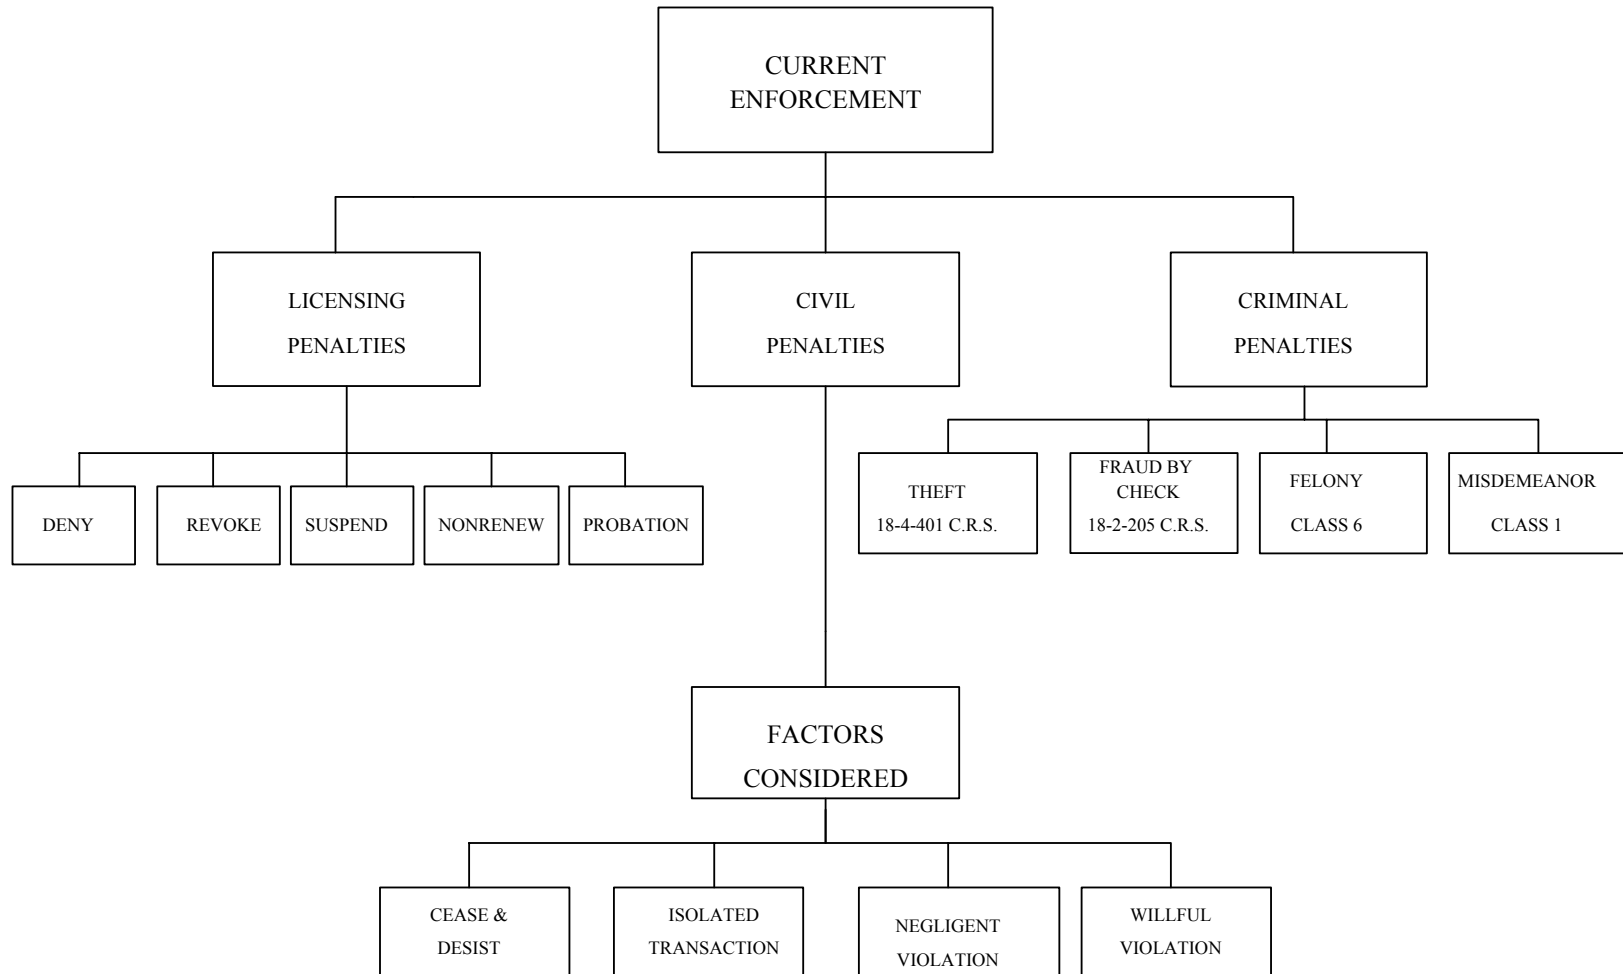 CURRENT
ENFORCEMENT
LICENSING
PENALTIES
CIVIL
PENALTIES
CRIMINAL
PENALTIES
DENY
REVOKE
SUSPEND
NONRENEW
PROBATION
THEFT
18-4-401 C.R.S.
FRAUD BY
CHECK
18-2-205 C.R.S.
FELONY
CLASS 6
MISDEMEANOR
CLASS 1
FACTORS
CONSIDERED
CEASE &
DESIST
ISOLATED
TRANSACTION
NEGLIGENT
VIOLATION
WILLFUL
VIOLATION